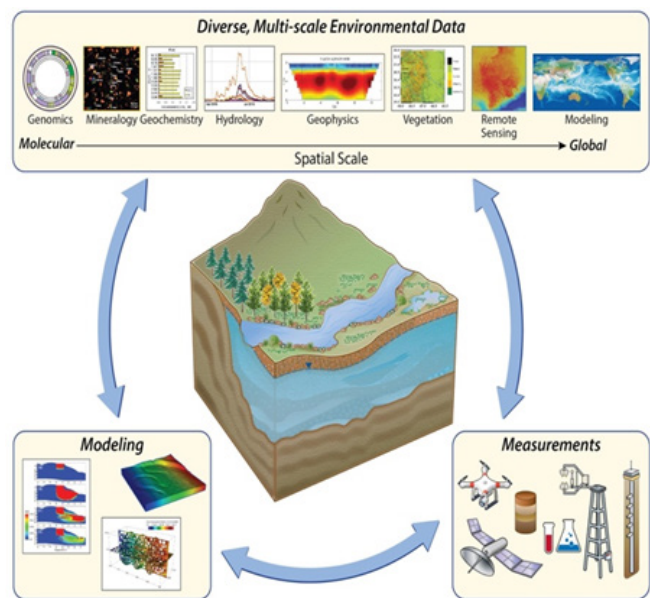 Diverse, Multi-scale Environmental Data
Genomics Mineralogy Geochemistry Hydrology Geophysics Vegetation Remote Sensing Modeling
Molecular Global
Spatial Scale
Modeling
Measurements